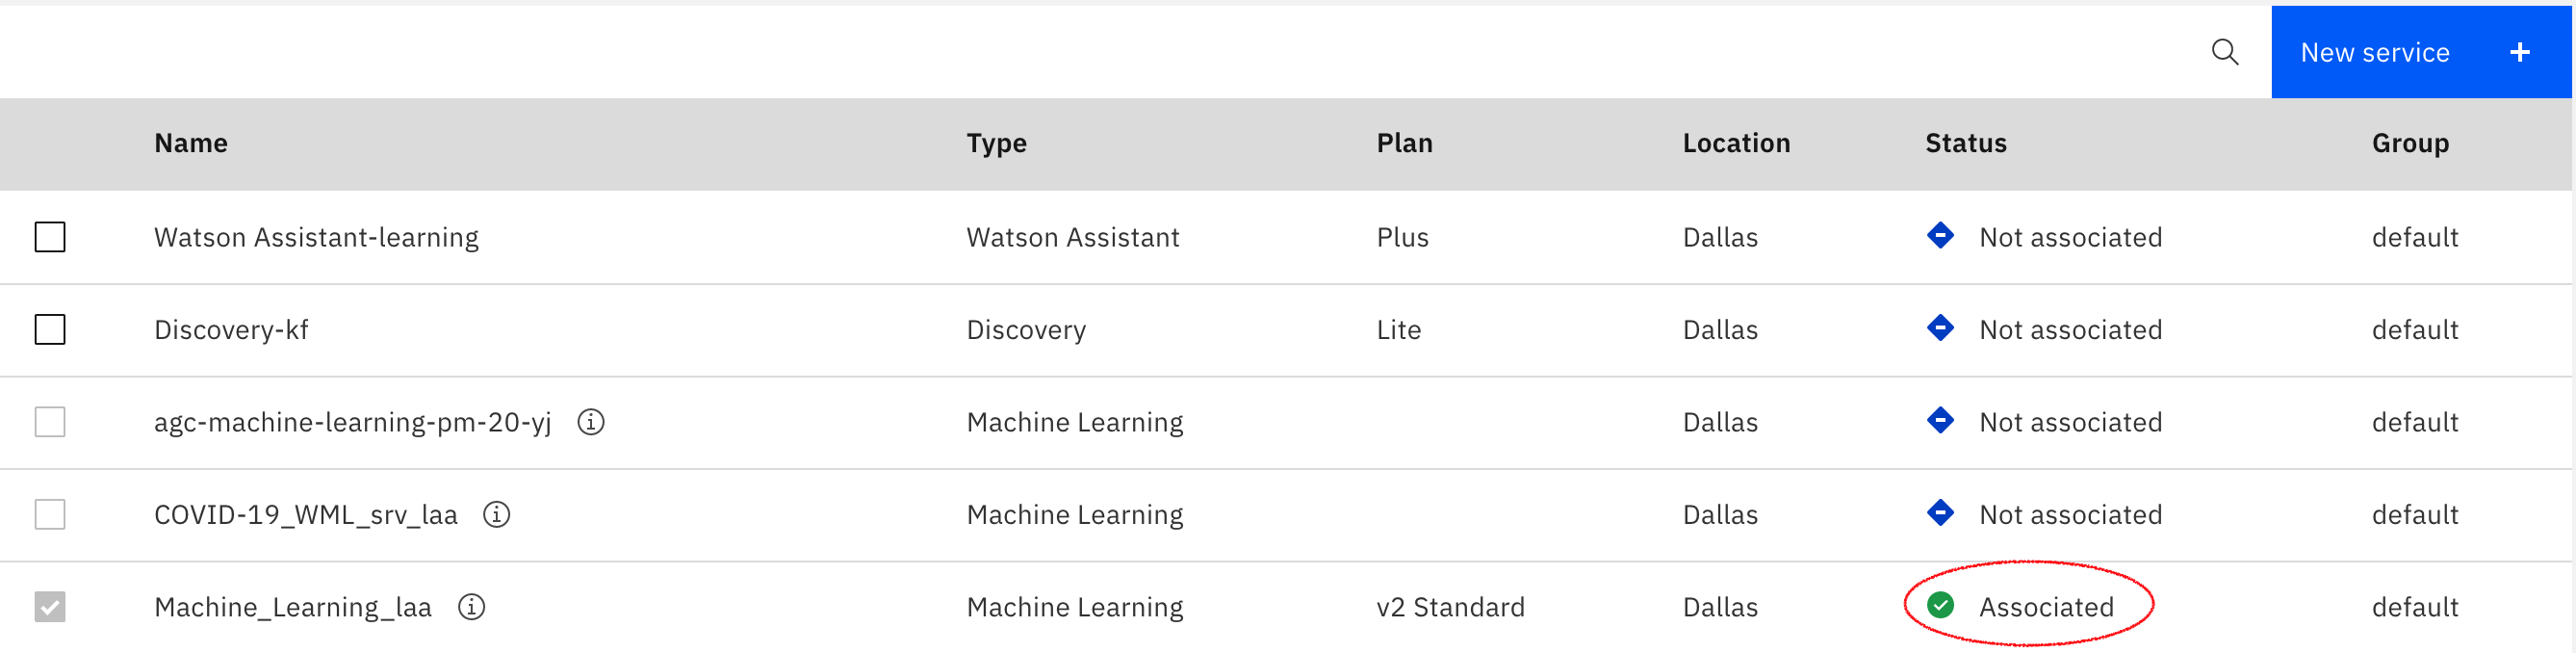 New service +
Name Type Plan Location Status Group
Watson Assistant-learning Watson Assistant Plus Dallas Not associated default
Discovery-kf Discovery Lite Dallas Not associated default
agc-machine-learning-pm-20-yj Machine Learning Dallas Not associated default
COVID-19_WML_srv_laa Machine Learning Dallas Not associated default
Machine_Learning_laa Machine Learning v2 Standard Dallas Associated default